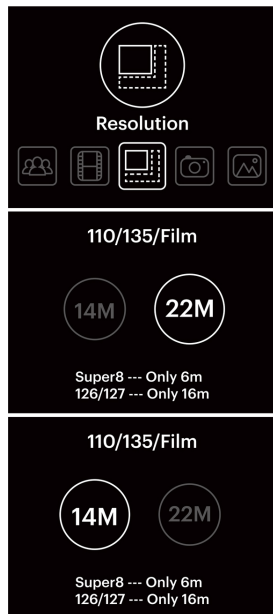 Resolution
110/135/Film
14M 22M
Super8 --- Only 6m
126/127 --- Only 16m
110/135/Film
14M 22M
Super8 --- Only 6m
126/127 --- Only 16m